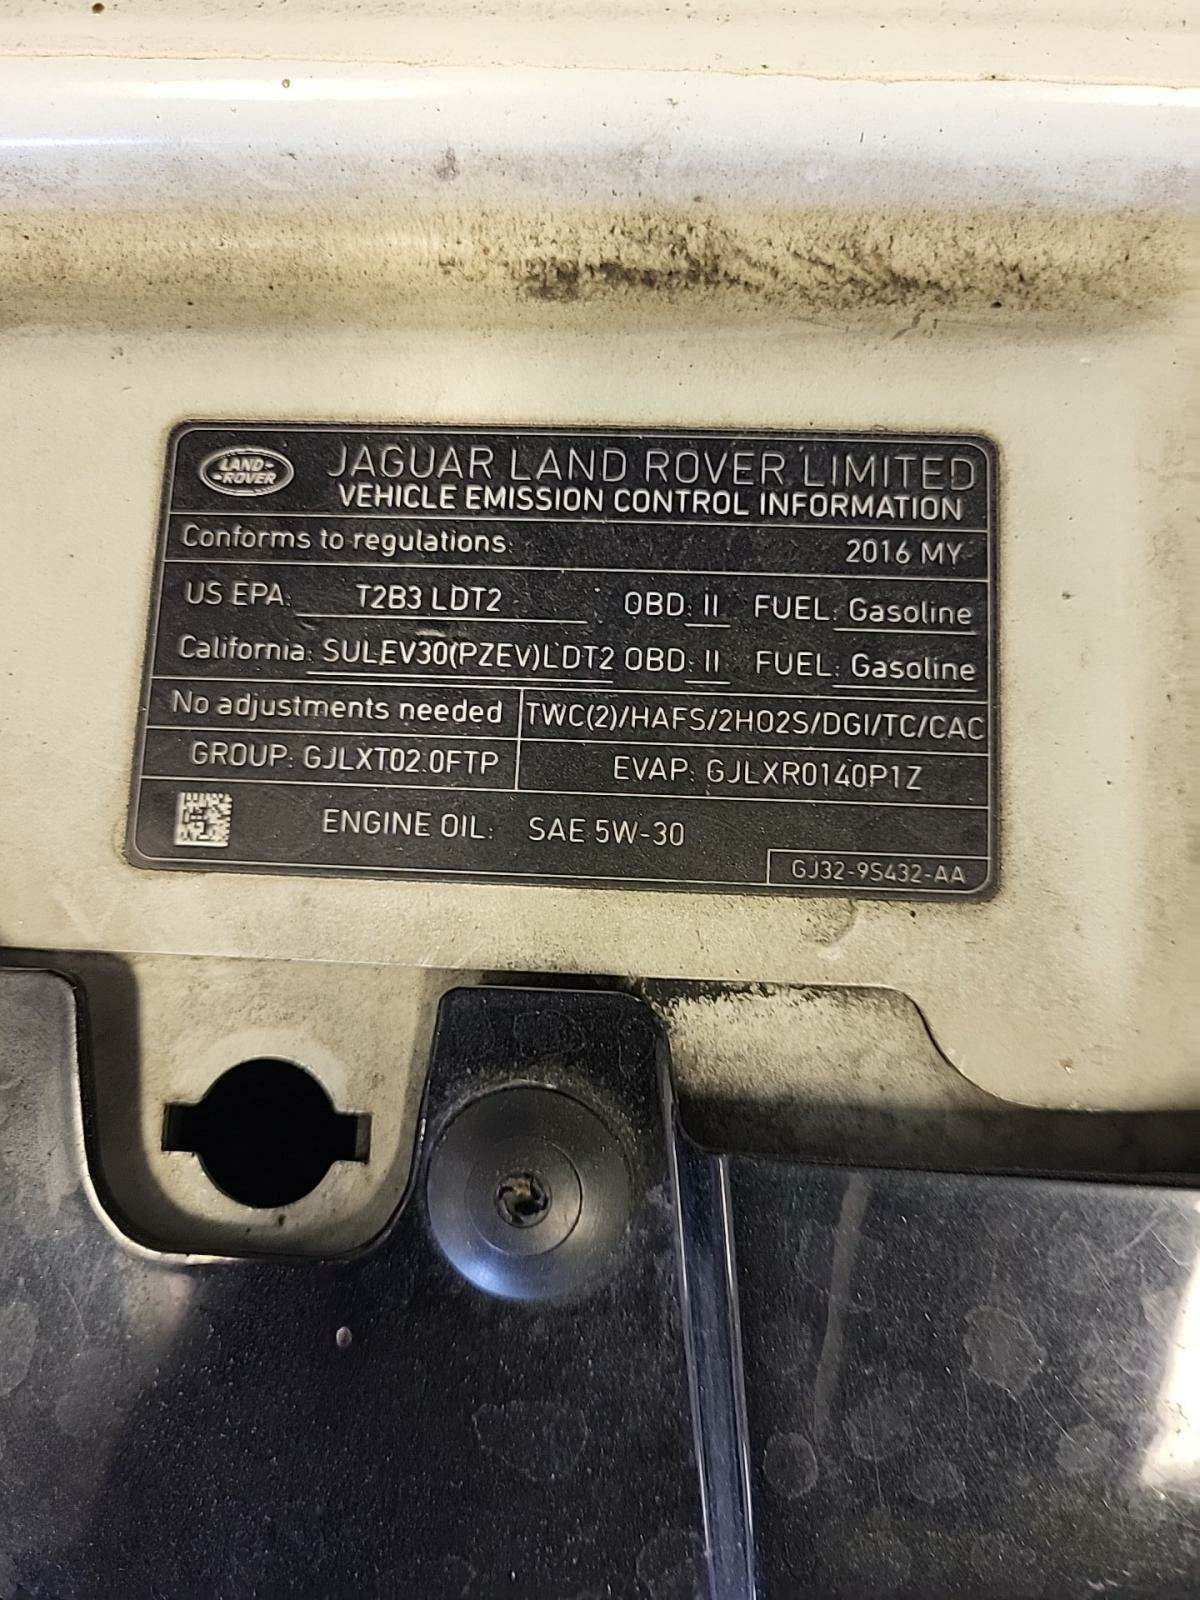 LAND-
-ROVER
JAGUAR LAND ROVER LIMITED
VEHICLE EMISSION CONTROL INFORMATION
Conforms to regulations: 2016 MY
US EPA: T2B3 LDT2 OBD: II FUEL: Gasoline
California: SULEV30(PZEV)LDT2 OBD: II FUEL: Gasoline
No adjustments needed TWC(2)/HAFS/2HO2S/DGI/TC/CAC
GROUP: GJLXT02.0FTP EVAP: GJLXR0140P1Z
ENGINE OIL: SAE 5W-30
GJ32-9S432-AA